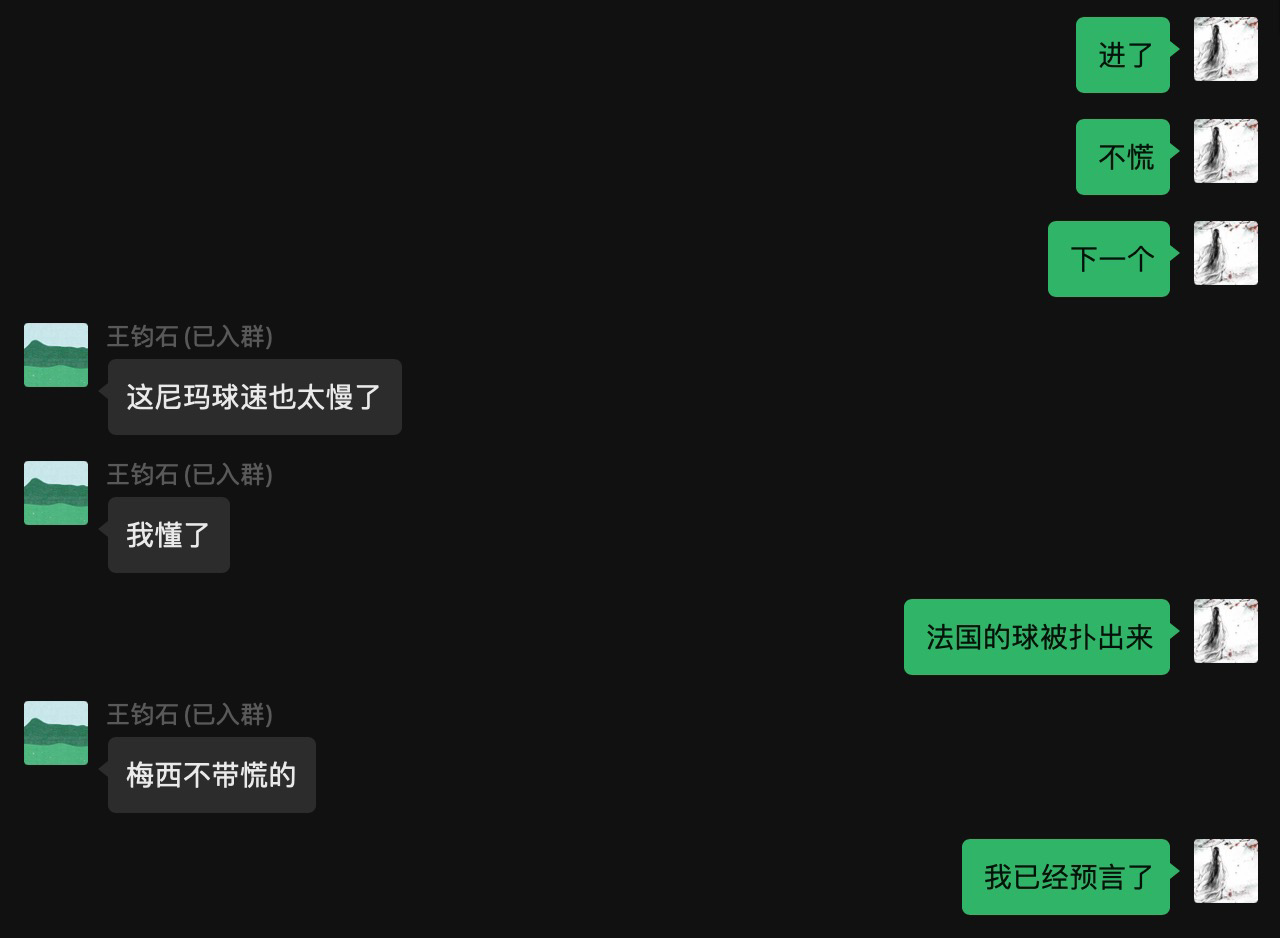 进了
不慌
下一个
王钧石 (已入群)
这尼玛球速也太慢了
王钧石 (已入群)
我懂了
法国的球被扑出来
王钧石 (已入群)
梅西不带慌的
我已经预言了